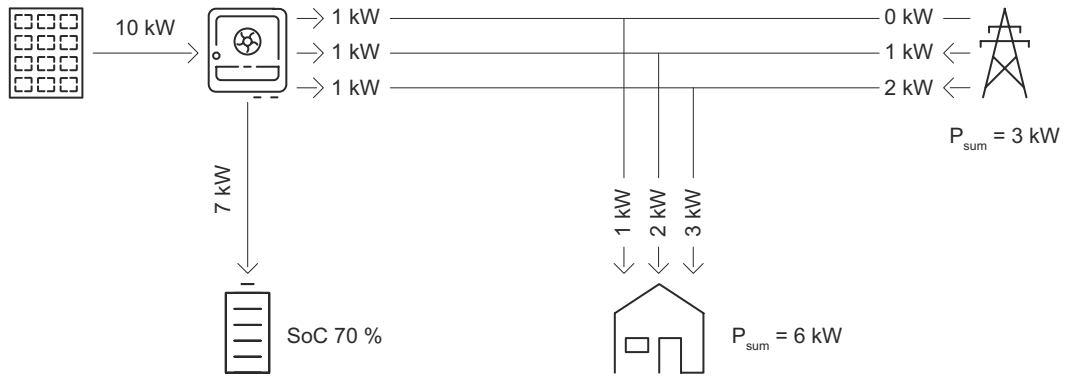 10 kW
1 kW
0 kW
1 kW
1 kW
1 kW
2 kW
P_sum = 3 kW
7 kW
1 kW
2 kW
3 kW
SoC 70 %
P_sum = 6 kW